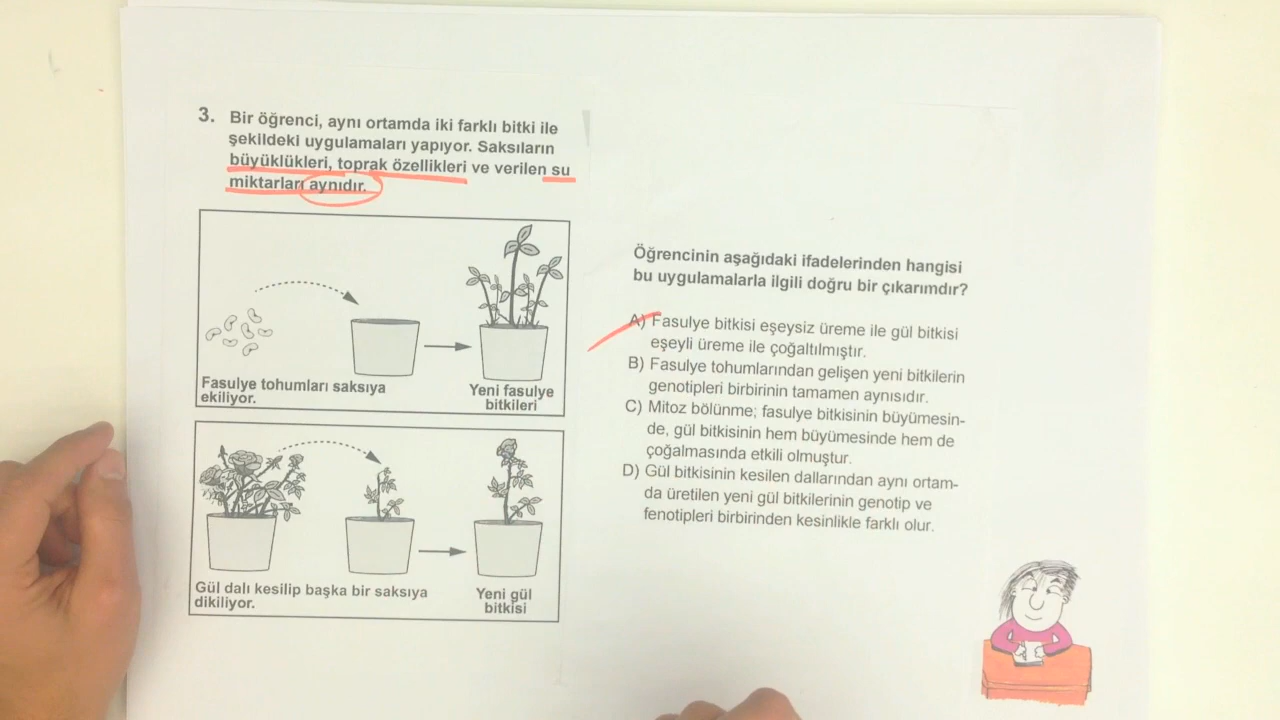 3. Bir öğrenci, aynı ortamda iki farklı bitki ile
şekildeki uygulamaları yapıyor. Saksıların
büyüklükleri, toprak özellikleri ve verilen su
miktarları aynıdır.
Fasulye tohumları saksıya
ekiliyor.
Yeni fasulye
bitkileri
Gül dalı kesilip başka bir saksıya
dikiliyor.
Yeni gül
bitkisi
Öğrencinin aşağıdaki ifadelerinden hangisi
bu uygulamalarla ilgili doğru bir çıkarımdır?
A) Fasulye bitkisi eşeysiz üreme ile gül bitkisi
eşeyli üreme ile çoğaltılmıştır.
B) Fasulye tohumlarından gelişen yeni bitkilerin
genotipleri birbirinin tamamen aynısıdır.
C) Mitoz bölünme; fasulye bitkisinin büyümesin-
de, gül bitkisinin hem büyümesinde hem de
çoğalmasında etkili olmuştur.
D) Gül bitkisinin kesilen dallarından aynı ortam-
da üretilen yeni gül bitkilerinin genotip ve
fenotipleri birbirinden kesinlikle farklı olur.